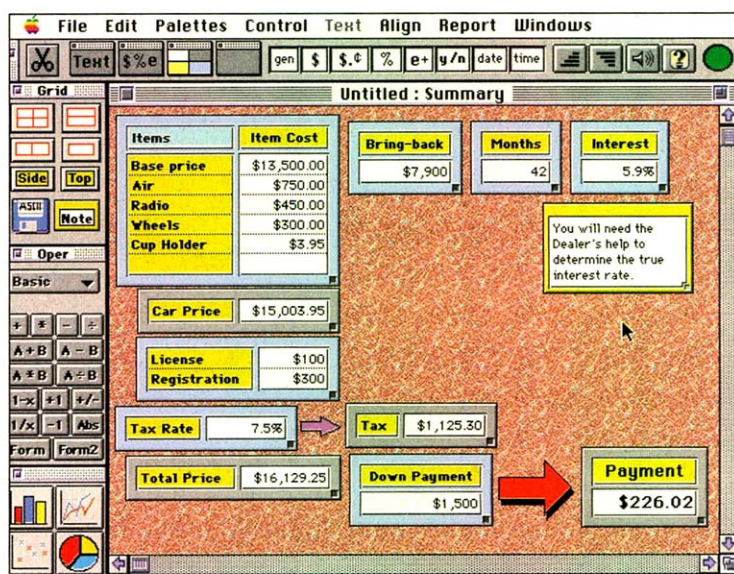 File Edit Palettes Control Text Align Report Windows
Text $%e gen $ $.¢ % e+ y/n date time ?
Grid
Untitled : Summary
Side Top
ASCII Note
Oper
Basic
+ * - ÷
A+B A-B
A*B A÷B
1-x +1 +/-
1/x -1 Abs
Form Form2
Items Item Cost
Base price $13,500.00
Air $750.00
Radio $450.00
Wheels $300.00
Cup Holder $3.95
Bring-back
$7,900
Months
42
Interest
5.9%
You will need the
Dealer's help to
determine the true
interest rate.
Car Price $15,003.95
License $100
Registration $300
Tax Rate 7.5%
Tax $1,125.30
Total Price $16,129.25
Down Payment
$1,500
Payment
$226.02